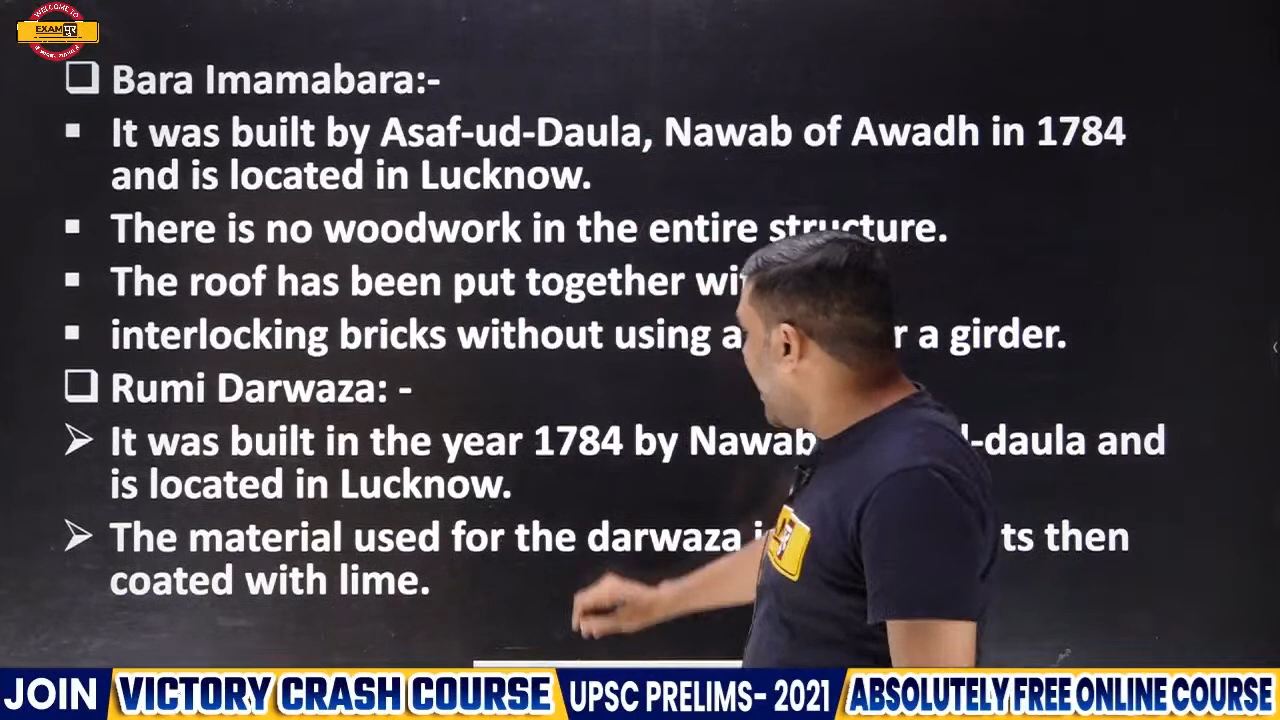 WELCOME TO
EXAMपुर
❑ Bara Imamabara:-
▪ It was built by Asaf-ud-Daula, Nawab of Awadh in 1784
and is located in Lucknow.
▪ There is no woodwork in the entire structure.
▪ The roof has been put together
▪ interlocking bricks without using a girder.
❑ Rumi Darwaza: -
➢ It was built in the year 1784 by Nawab -daula and
is located in Lucknow.
➢ The material used for the darwaza then
coated with lime.
JOIN VICTORY CRASH COURSE UPSC PRELIMS- 2021 ABSOLUTELY FREE ONLINE COURSE